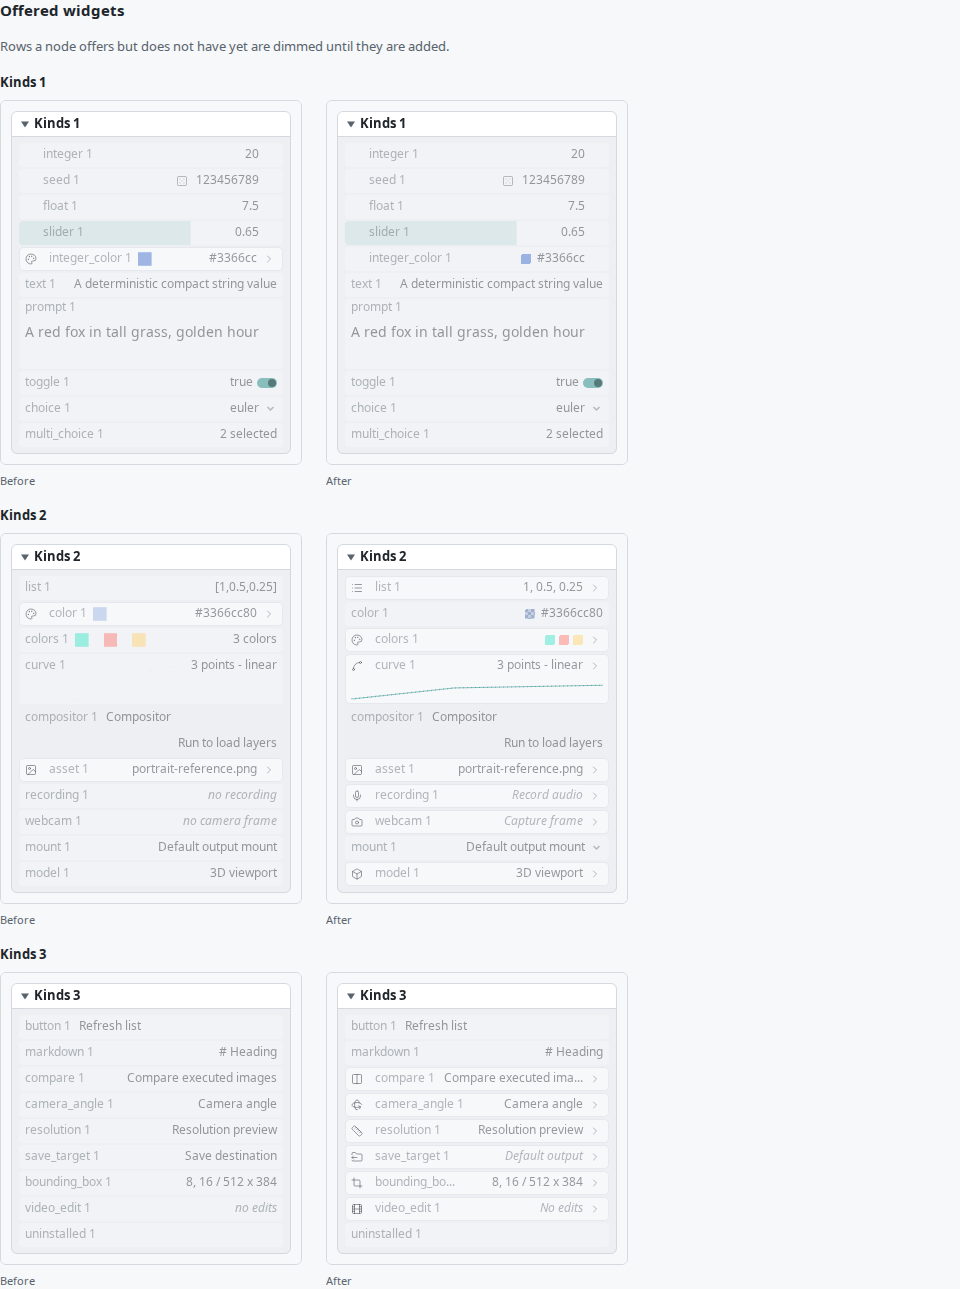 Offered widgets
Rows a node offers but does not have yet are dimmed until they are added.
Kinds 1
Kinds 1
integer 1 20
seed 1 123456789
float 1 7.5
slider 1 0.65
integer_color 1 #3366cc
text 1 A deterministic compact string value
prompt 1
A red fox in tall grass, golden hour
toggle 1 true
choice 1 euler
multi_choice 1 2 selected
Before
Kinds 1
integer 1 20
seed 1 123456789
float 1 7.5
slider 1 0.65
integer_color 1 #3366cc
text 1 A deterministic compact string value
prompt 1
A red fox in tall grass, golden hour
toggle 1 true
choice 1 euler
multi_choice 1 2 selected
After
Kinds 2
Kinds 2
list 1 [1,0.5,0.25]
color 1 #3366cc80
colors 1 3 colors
curve 1 3 points - linear
compositor 1 Compositor
Run to load layers
asset 1 portrait-reference.png
recording 1 no recording
webcam 1 no camera frame
mount 1 Default output mount
model 1 3D viewport
Before
Kinds 2
list 1 1, 0.5, 0.25
color 1 #3366cc80
colors 1
curve 1 3 points - linear
compositor 1 Compositor
Run to load layers
asset 1 portrait-reference.png
recording 1 Record audio
webcam 1 Capture frame
mount 1 Default output mount
model 1 3D viewport
After
Kinds 3
Kinds 3
button 1 Refresh list
markdown 1 # Heading
compare 1 Compare executed images
camera_angle 1 Camera angle
resolution 1 Resolution preview
save_target 1 Save destination
bounding_box 1 8, 16 / 512 x 384
video_edit 1 no edits
uninstalled 1
Before
Kinds 3
button 1 Refresh list
markdown 1 # Heading
compare 1 Compare executed ima...
camera_angle 1 Camera angle
resolution 1 Resolution preview
save_target 1 Default output
bounding_bo... 8, 16 / 512 x 384
video_edit 1 No edits
uninstalled 1
After